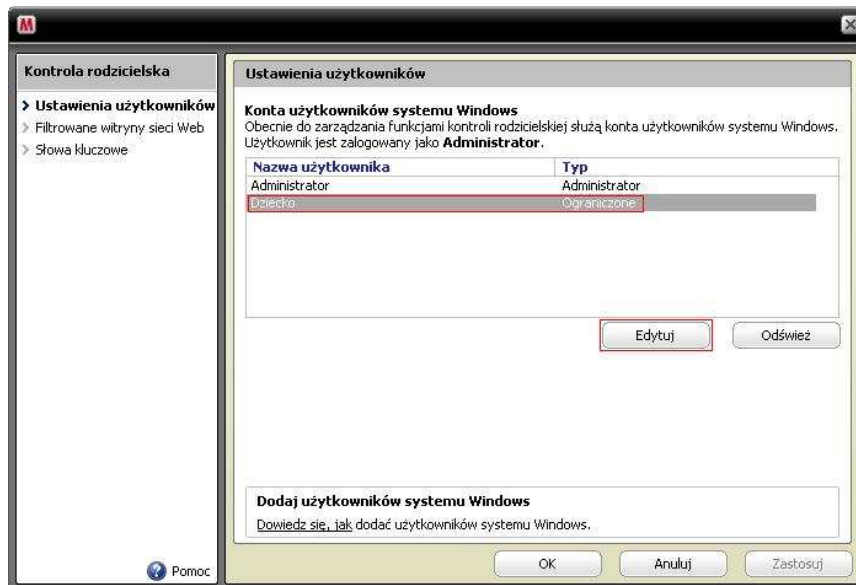 M
Kontrola rodzicielska
Ustawienia użytkowników
Filtrowane witryny sieci Web
Słowa kluczowe
Pomoc
Ustawienia użytkowników
Konta użytkowników systemu Windows
Obecnie do zarządzania funkcjami kontroli rodzicielskiej służą konta użytkowników systemu Windows.
Użytkownik jest zalogowany jako Administrator.
Nazwa użytkownika Typ
Administrator Administrator
Dziecko Ograniczone
Edytuj Odśwież
Dodaj użytkowników systemu Windows
Dowiedz się, jak dodać użytkowników systemu Windows.
OK Anuluj Zastosuj